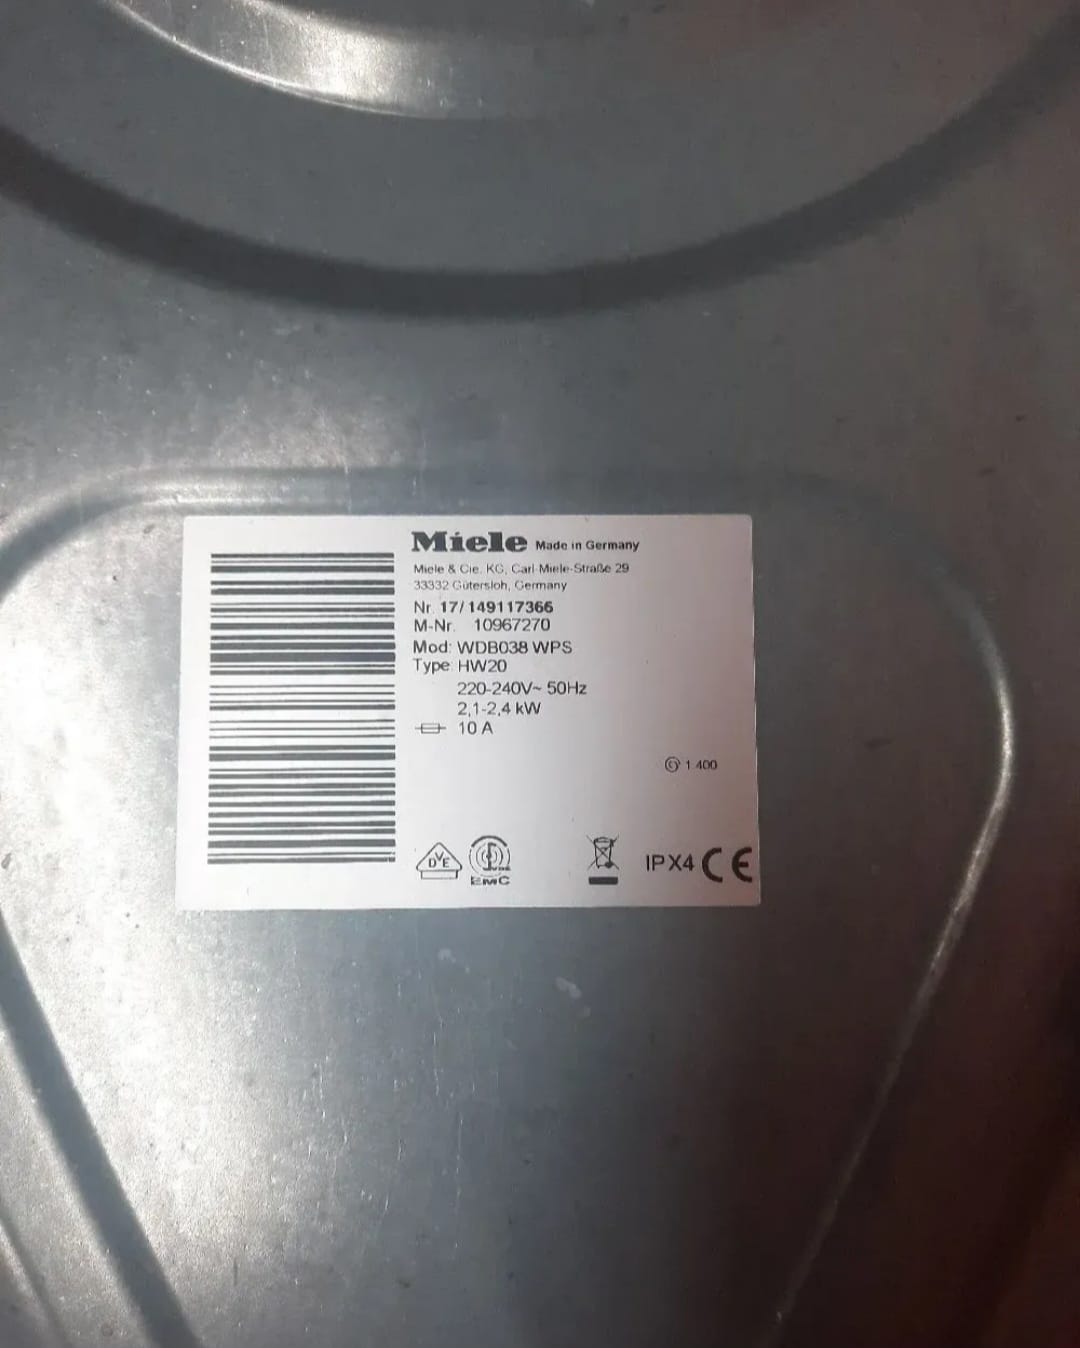 Miele Made in Germany
Miele & Cie. KG, Carl-Miele-Straße 29
33332 Gütersloh, Germany
Nr. 17/149117366
M-Nr. 10967270
Mod: WDB038 WPS
Type: HW20
220-240V~ 50Hz
2,1-2,4 kW
10 A
1 400
DVE
VDE
EMC
IPX4 CE